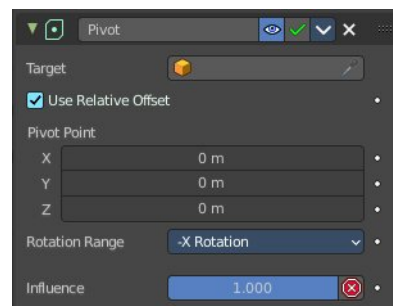 Pivot
Target
Use Relative Offset
Pivot Point
X 0 m
Y 0 m
Z 0 m
Rotation Range -X Rotation
Influence 1.000